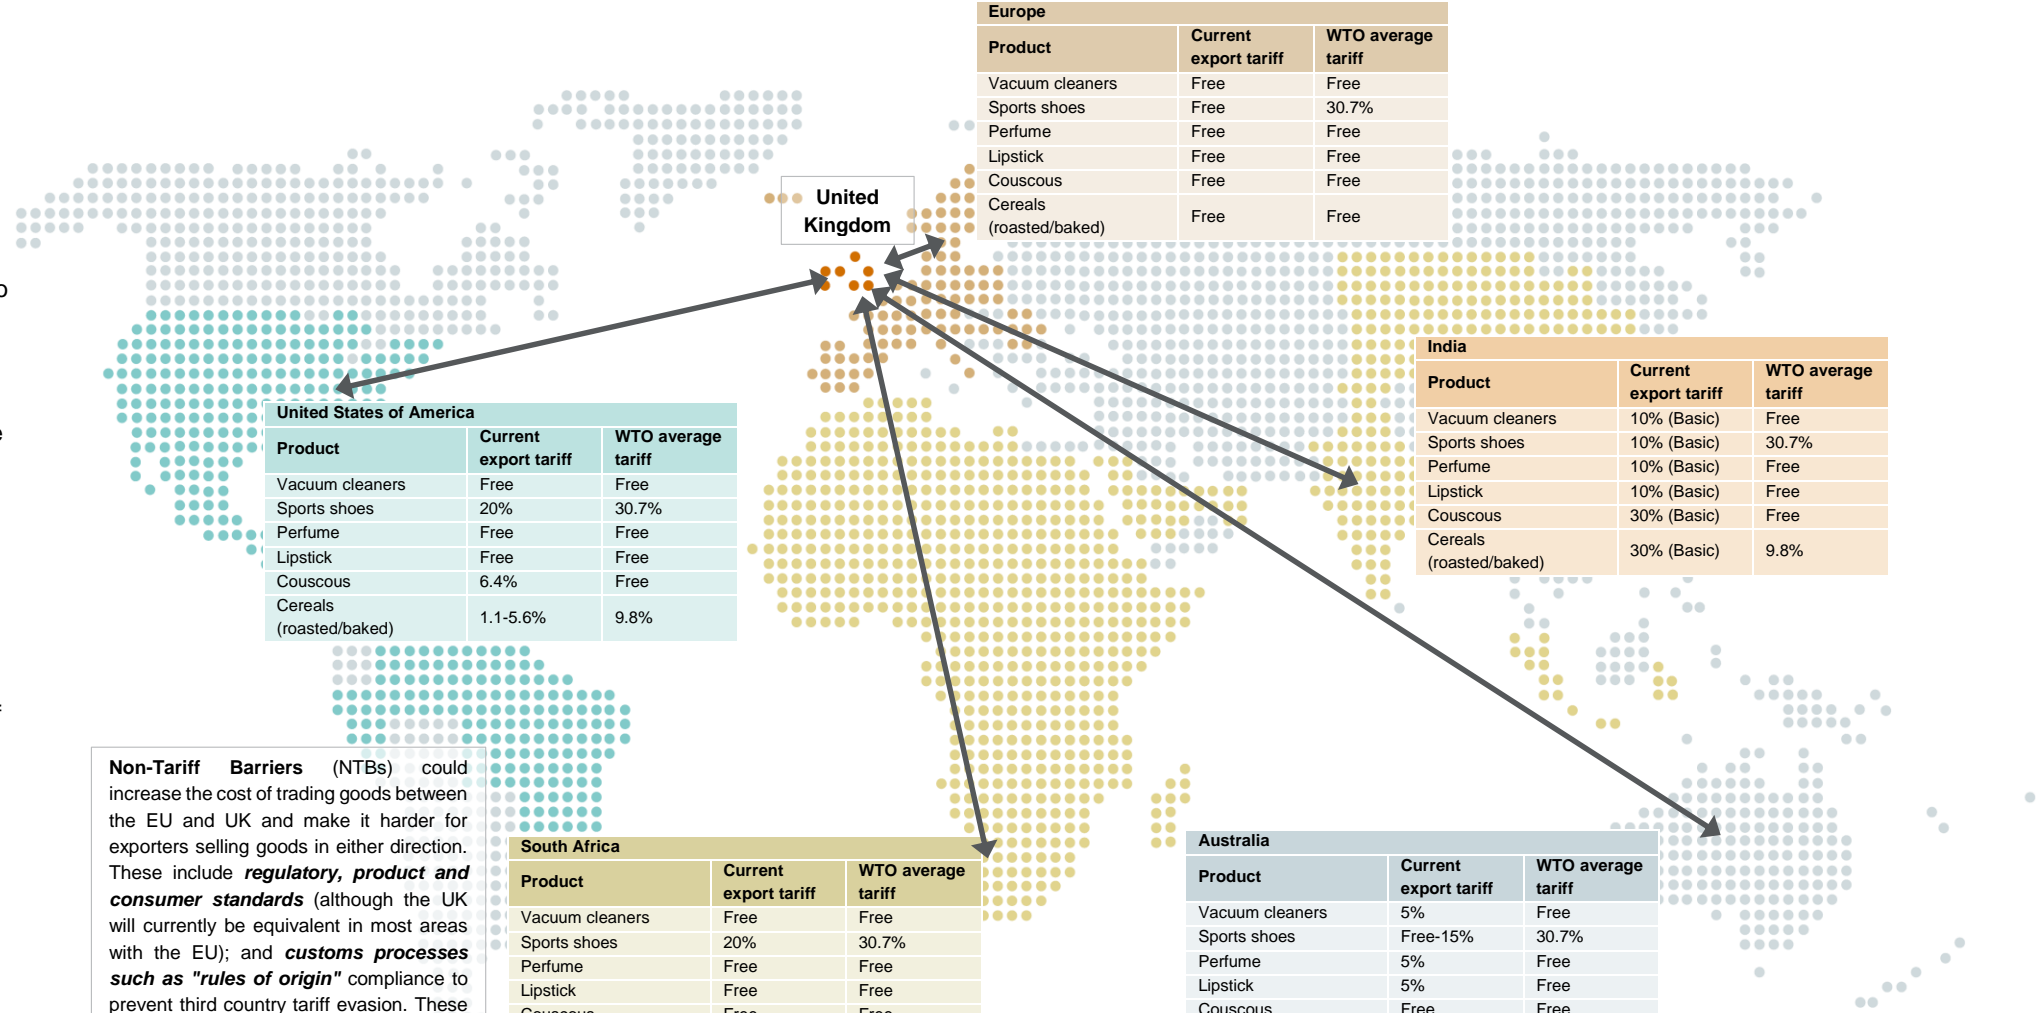 Europe
Product Current export tariff WTO average tariff
Vacuum cleaners Free Free
Sports shoes Free 30.7%
Perfume Free Free
Lipstick Free Free
Couscous Free Free
Cereals (roasted/baked) Free Free
United
Kingdom
India
Product Current export tariff WTO average tariff
Vacuum cleaners 10% (Basic) Free
Sports shoes 10% (Basic) 30.7%
Perfume 10% (Basic) Free
Lipstick 10% (Basic) Free
Couscous 30% (Basic) Free
Cereals (roasted/baked) 30% (Basic) 9.8%
United States of America
Product Current export tariff WTO average tariff
Vacuum cleaners Free Free
Sports shoes 20% 30.7%
Perfume Free Free
Lipstick Free Free
Couscous 6.4% Free
Cereals (roasted/baked) 1.1-5.6% 9.8%
Non-Tariff Barriers (NTBs) could
increase the cost of trading goods between
the EU and UK and make it harder for
exporters selling goods in either direction.
These include regulatory, product and
consumer standards (although the UK
will currently be equivalent in most areas
with the EU); and customs processes
such as "rules of origin" compliance to
prevent third country tariff evasion. These
South Africa
Product Current export tariff WTO average tariff
Vacuum cleaners Free Free
Sports shoes 20% 30.7%
Perfume Free Free
Lipstick Free Free
Couscous Free Free
Australia
Product Current export tariff WTO average tariff
Vacuum cleaners 5% Free
Sports shoes Free-15% 30.7%
Perfume 5% Free
Lipstick 5% Free
Couscous Free Free